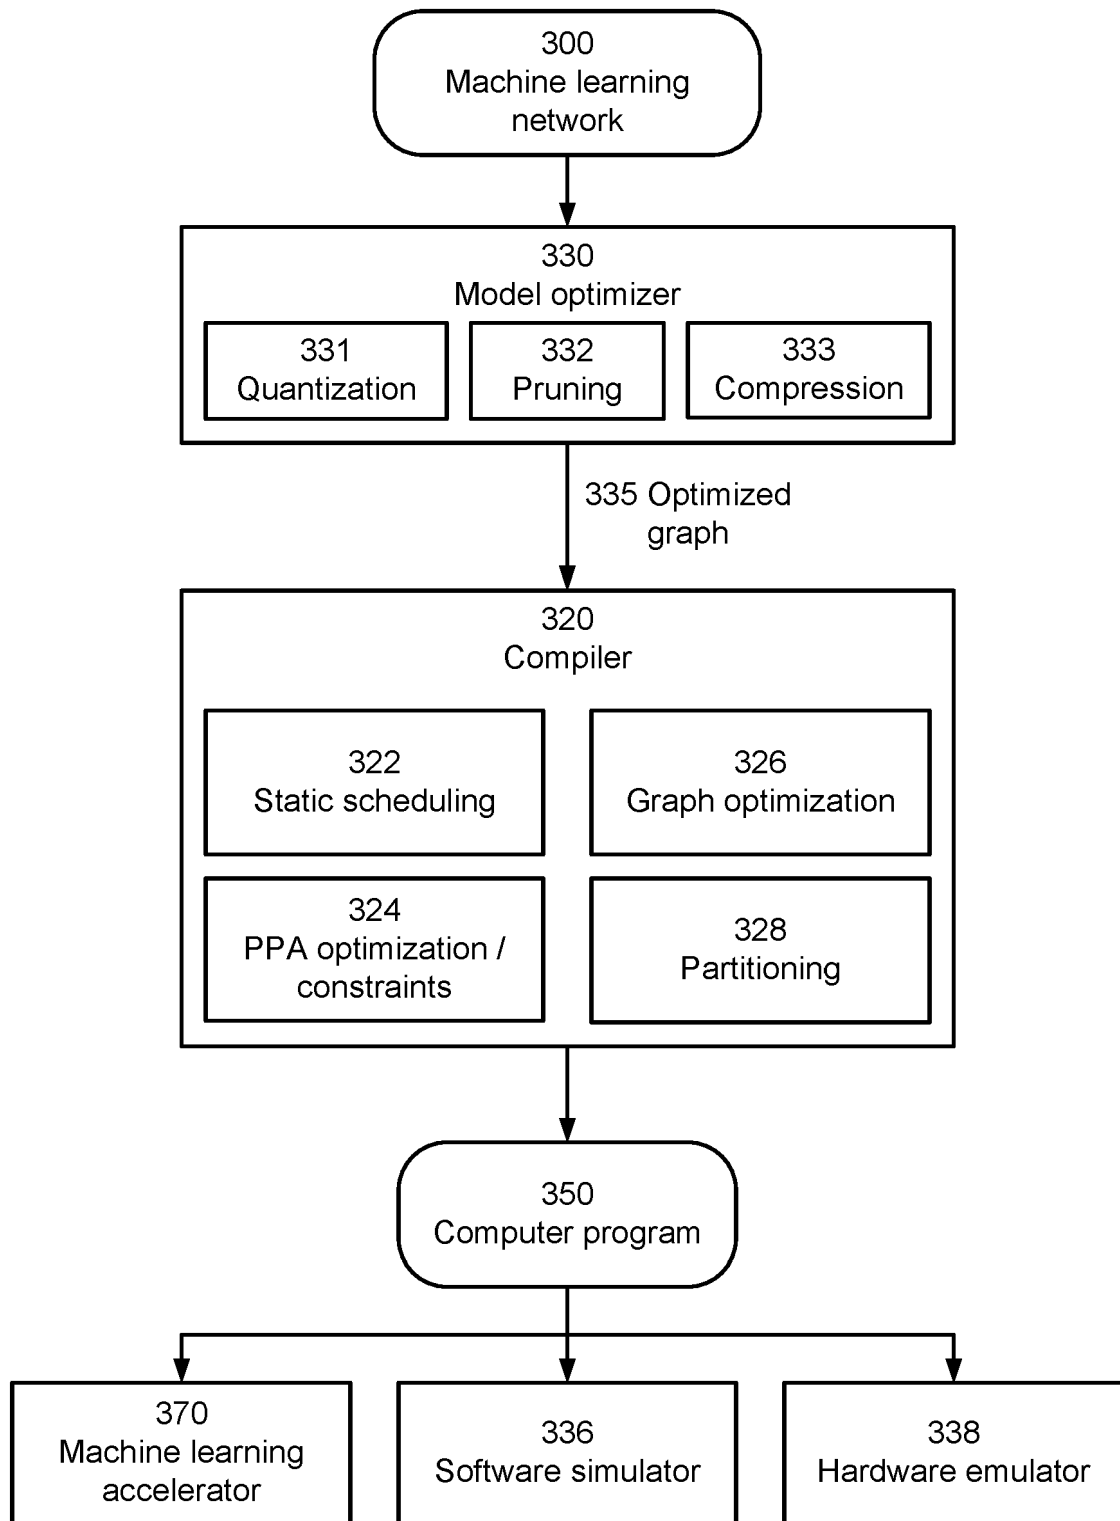 300
Machine learning
network
330
Model optimizer
331
Quantization
332
Pruning
333
Compression
335 Optimized
graph
320
Compiler
322
Static scheduling
326
Graph optimization
324
PPA optimization /
constraints
328
Partitioning
350
Computer program
370
Machine learning
accelerator
336
Software simulator
338
Hardware emulator